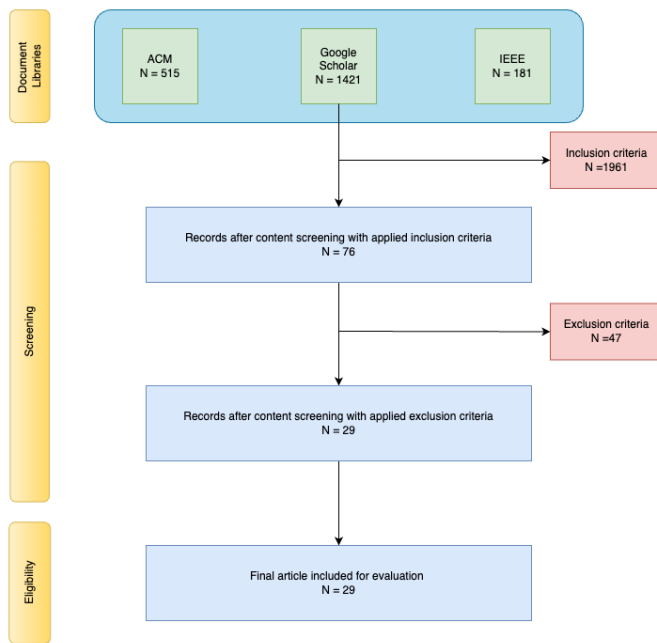 Document
Libraries
ACM
N = 515
Google
Scholar
N = 1421
IEEE
N = 181
Inclusion criteria
N =1961
Screening
Records after content screening with applied inclusion criteria
N = 76
Exclusion criteria
N =47
Records after content screening with applied exclusion criteria
N = 29
Eligibility
Final article included for evaluation
N = 29